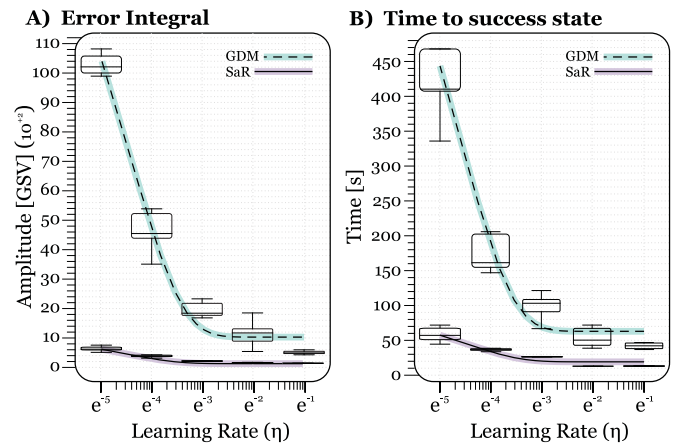 A) Error Integral
GDM
SaR
110
100
90
80
70
60
50
40
30
20
10
0
Amplitude [GSV] (10⁺²)
e⁻⁵ e⁻⁴ e⁻³ e⁻² e⁻¹
Learning Rate (η)
B) Time to success state
GDM
SaR
450
400
350
300
250
200
150
100
50
0
Time [s]
e⁻⁵ e⁻⁴ e⁻³ e⁻² e⁻¹
Learning Rate (η)